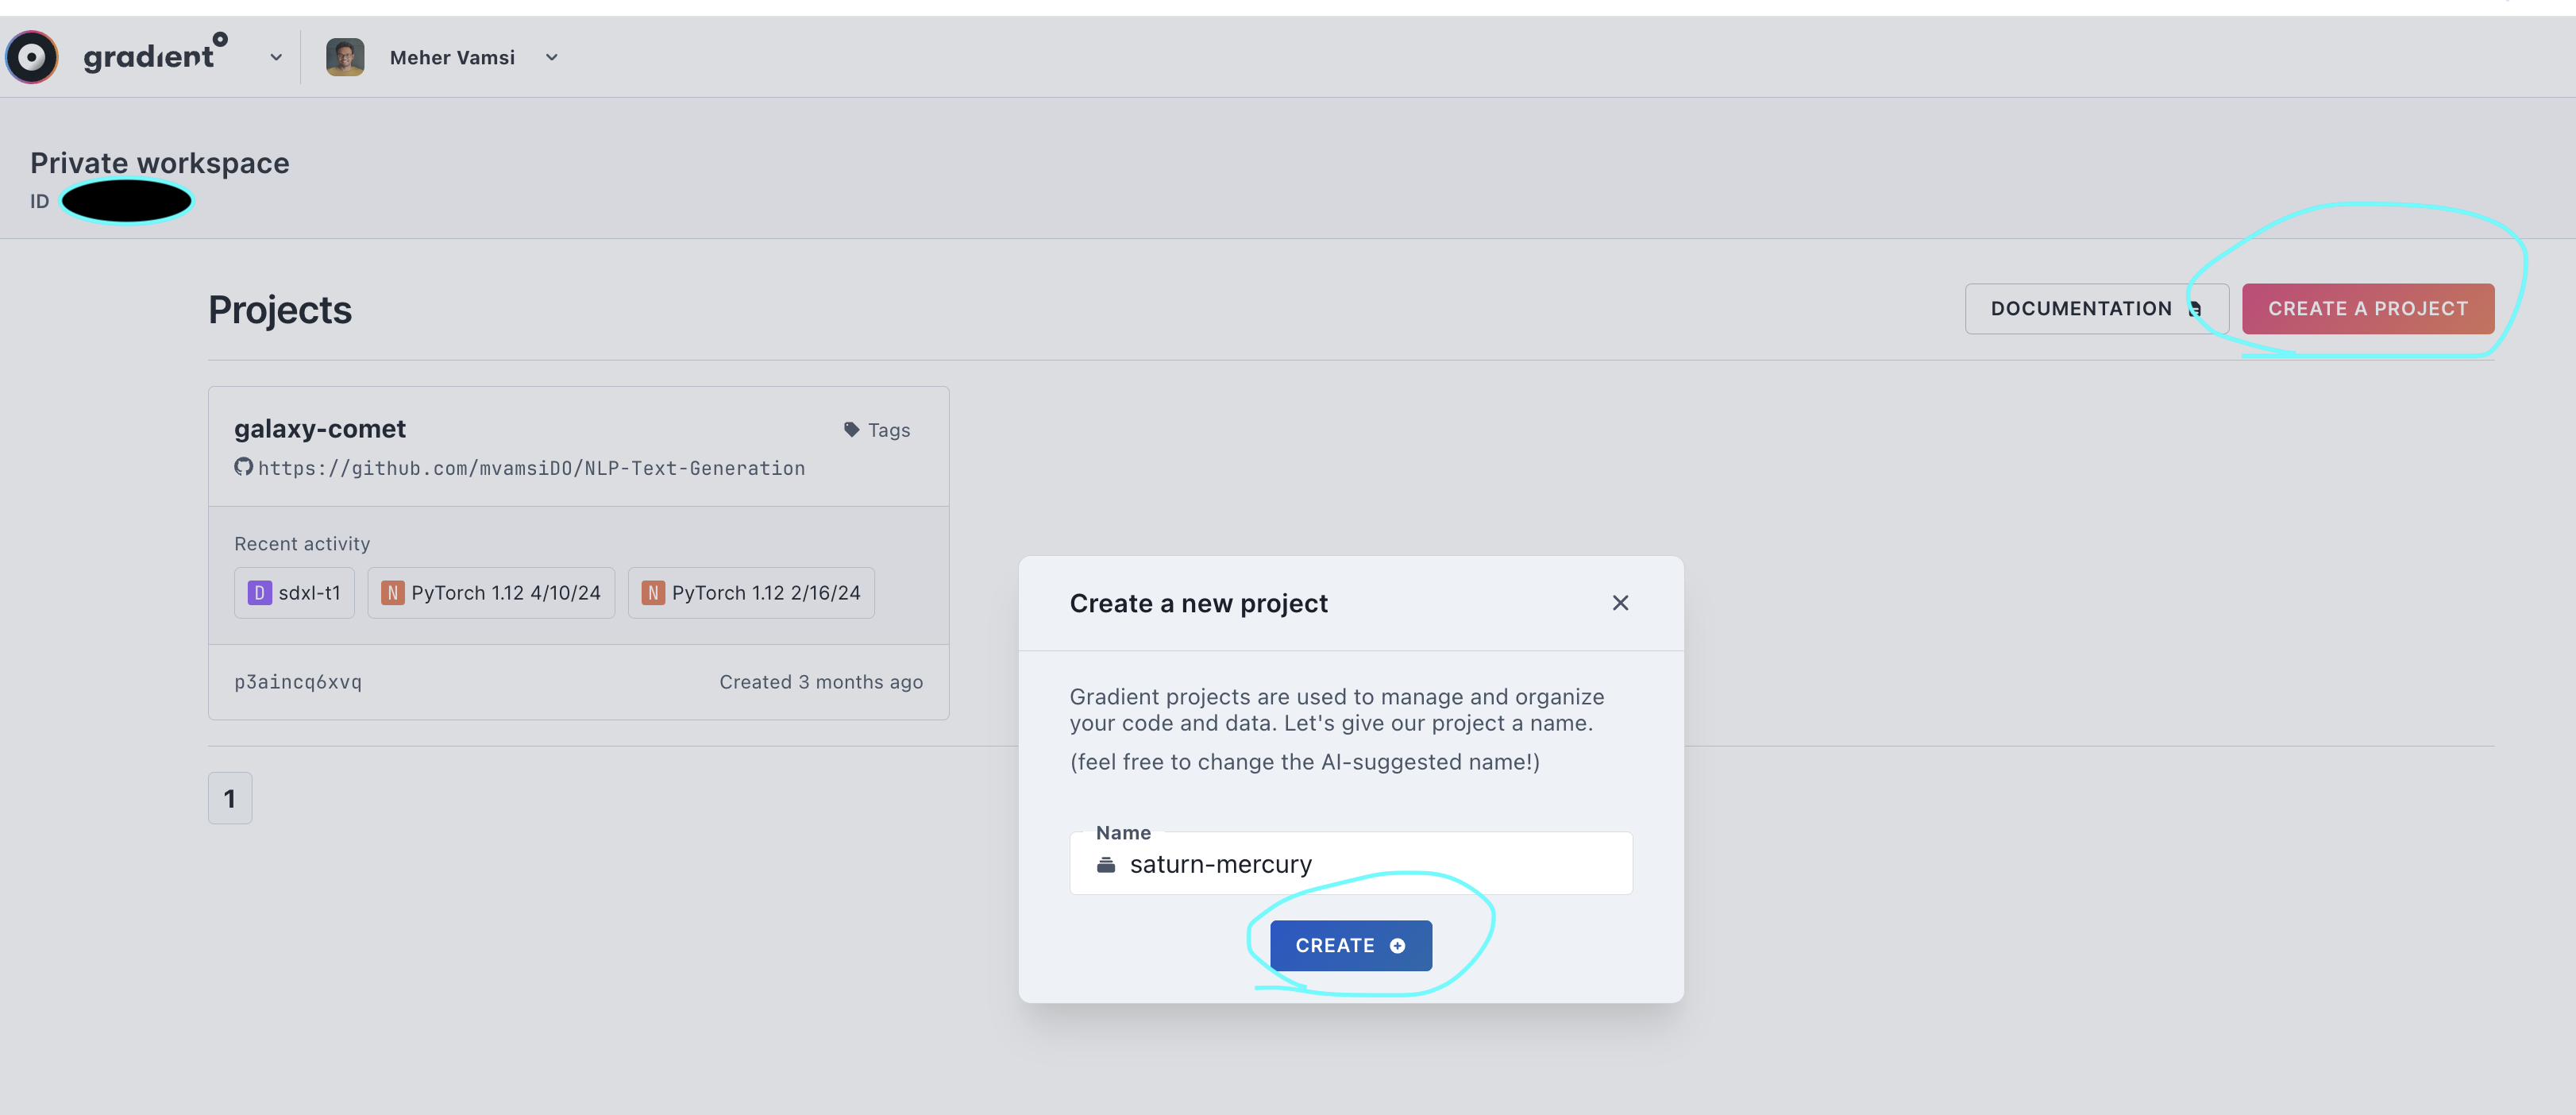 gradient
Meher Vamsi
Private workspace
ID
Projects
DOCUMENTATION
CREATE A PROJECT
galaxy-comet
Tags
https://github.com/mvamsiDO/NLP-Text-Generation
Recent activity
D sdxl-t1
N PyTorch 1.12 4/10/24
N PyTorch 1.12 2/16/24
p3aincq6xvq
Created 3 months ago
1
Create a new project
Gradient projects are used to manage and organize
your code and data. Let's give our project a name.
(feel free to change the AI-suggested name!)
Name
saturn-mercury
CREATE